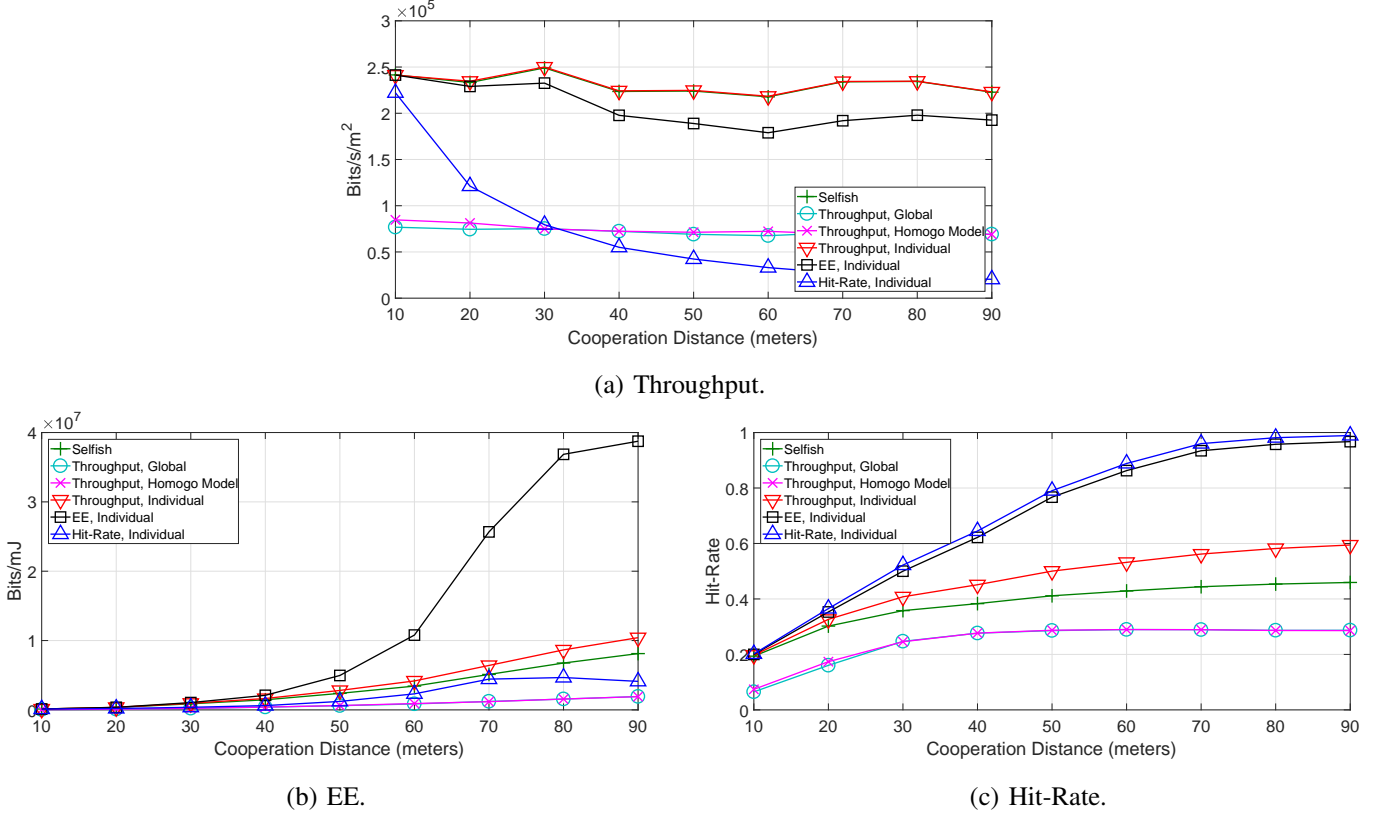 ×10^5
3
2.5
2
1.5
1
0.5
0
Bits/s/m^2
Selfish
Throughput, Global
Throughput, Homogo Model
Throughput, Individual
EE, Individual
Hit-Rate, Individual
10 20 30 40 50 60 70 80 90
Cooperation Distance (meters)
(a) Throughput.
×10^7
4
3
2
1
0
Bits/mJ
Selfish
Throughput, Global
Throughput, Homogo Model
Throughput, Individual
EE, Individual
Hit-Rate, Individual
10 20 30 40 50 60 70 80 90
Cooperation Distance (meters)
(b) EE.
1
0.8
0.6
0.4
0.2
0
Hit-Rate
Selfish
Throughput, Global
Throughput, Homogo Model
Throughput, Individual
EE, Individual
Hit-Rate, Individual
10 20 30 40 50 60 70 80 90
Cooperation Distance (meters)
(c) Hit-Rate.